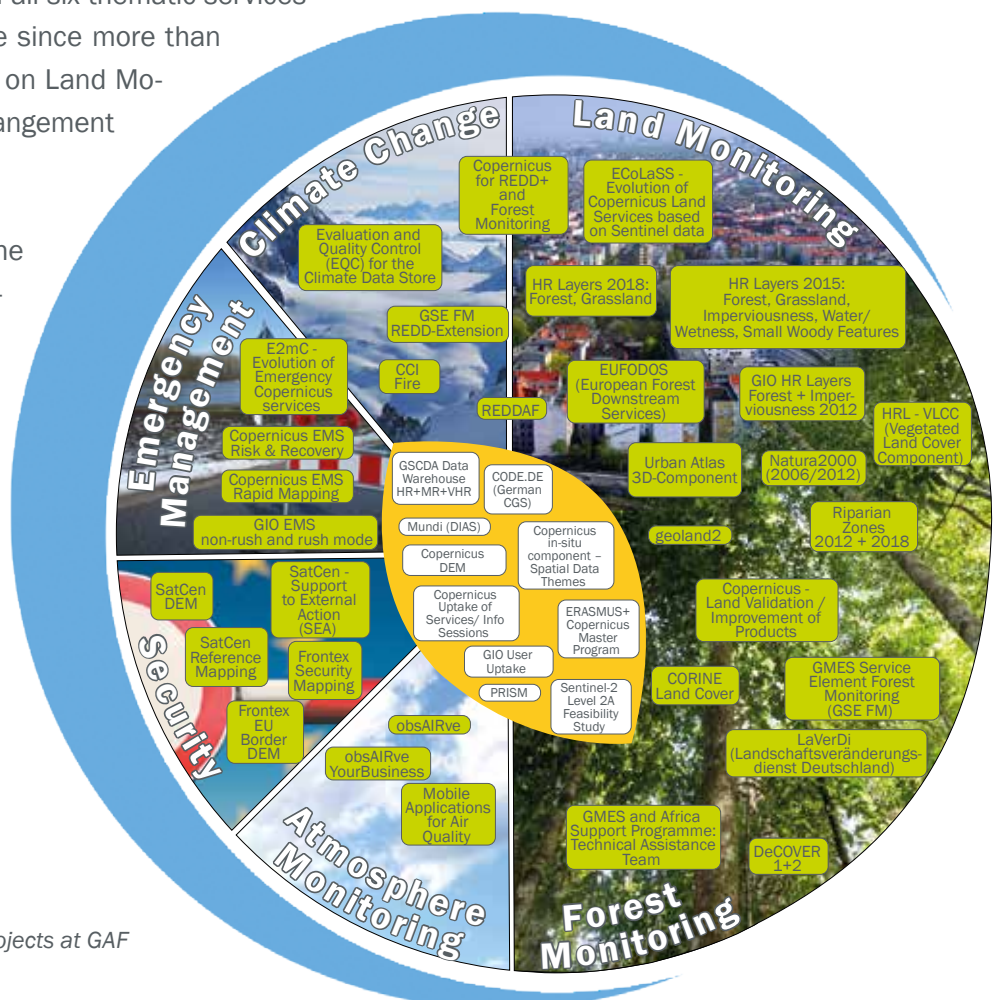 all six thematic services
since more than
on Land Mo-
angement
ojects at GAF
Climate Change
Copernicus
for REDD+
and
Forest
Monitoring
Evaluation and
Quality Control
(EQC) for the
Climate Data Store
GSE FM
REDD-Extension
CCI
Fire
REDDAF
Land Monitoring
ECoLaSS -
Evolution of
Copernicus Land
Services based
on Sentinel data
HR Layers 2018:
Forest, Grassland
HR Layers 2015:
Forest, Grassland,
Imperviousness, Water/
Wetness, Small Woody Features
EUFODOS
(European Forest
Downstream
Services)
GIO HR Layers
Forest + Imper-
viousness 2012
HRL - VLCC
(Vegetated
Land Cover
Component)
Urban Atlas
3D-Component
Natura2000
(2006/2012)
geoland2
Riparian
Zones
2012 + 2018
Copernicus -
Land Validation /
Improvement of
Products
CORINE
Land Cover
GMES Service
Element Forest
Monitoring
(GSE FM)
LaVerDi
(Landschaftsveränderungs-
dienst Deutschland)
GMES and Africa
Support Programme:
Technical Assistance
Team
DeCOVER
1+2
Forest
Monitoring
Emergency
Management
E2mC -
Evolution of
Emergency
Copernicus
services
Copernicus EMS
Risk & Recovery
Copernicus EMS
Rapid Mapping
GIO EMS
non-rush and rush mode
Security
SatCen
DEM
SatCen -
Support
to External
Action
(SEA)
SatCen
Reference
Mapping
Frontex
Security
Mapping
Frontex
EU
Border
DEM
Atmosphere
Monitoring
obsAIRve
obsAIRve
YourBusiness
Mobile
Applications
for Air
Quality
GSCDA Data
Warehouse
HR+MR+VHR
CODE.DE
(German
CGS)
Mundi (DIAS)
Copernicus
DEM
Copernicus
in-situ
component –
Spatial Data
Themes
Copernicus
Uptake of
Services/ Info
Sessions
ERASMUS+
Copernicus
Master
Program
GIO User
Uptake
PRISM
Sentinel-2
Level 2A
Feasibility
Study